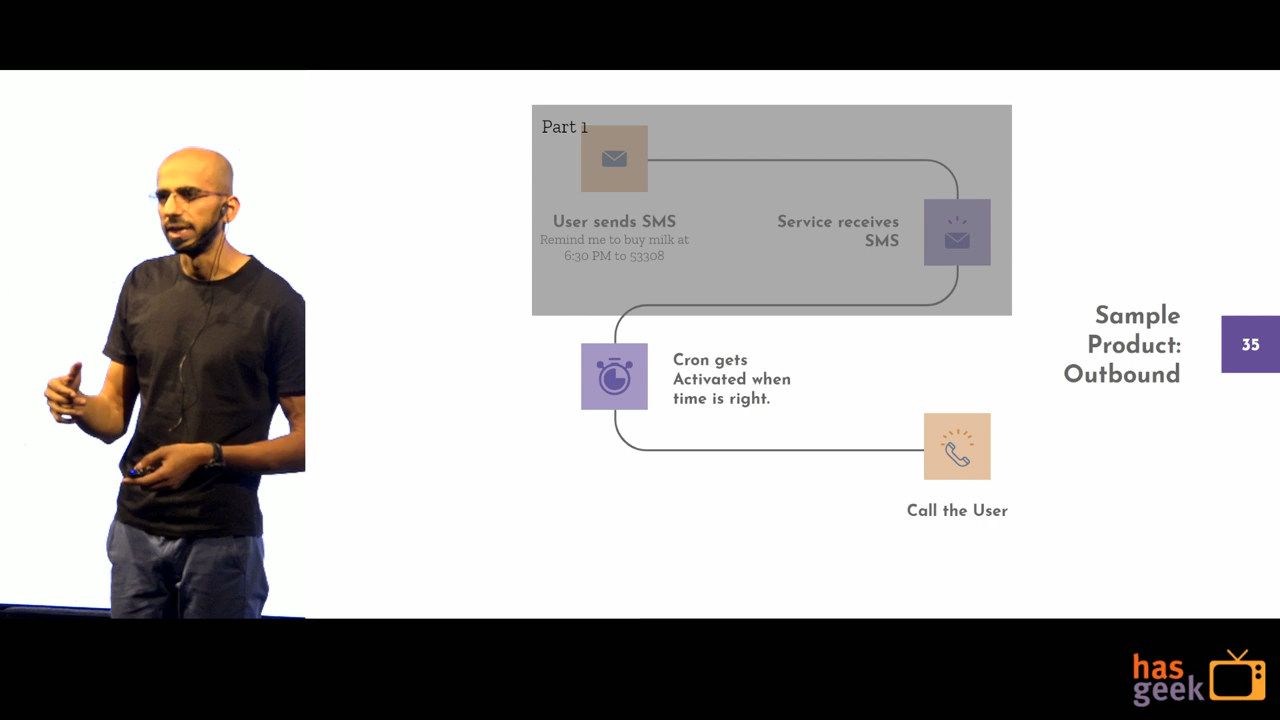 Part 1
User sends SMS
Remind me to buy milk at
6:30 PM to 53308
Service receives
SMS
Cron gets
Activated when
time is right.
Call the User
Sample
Product:
Outbound
35
has
geek